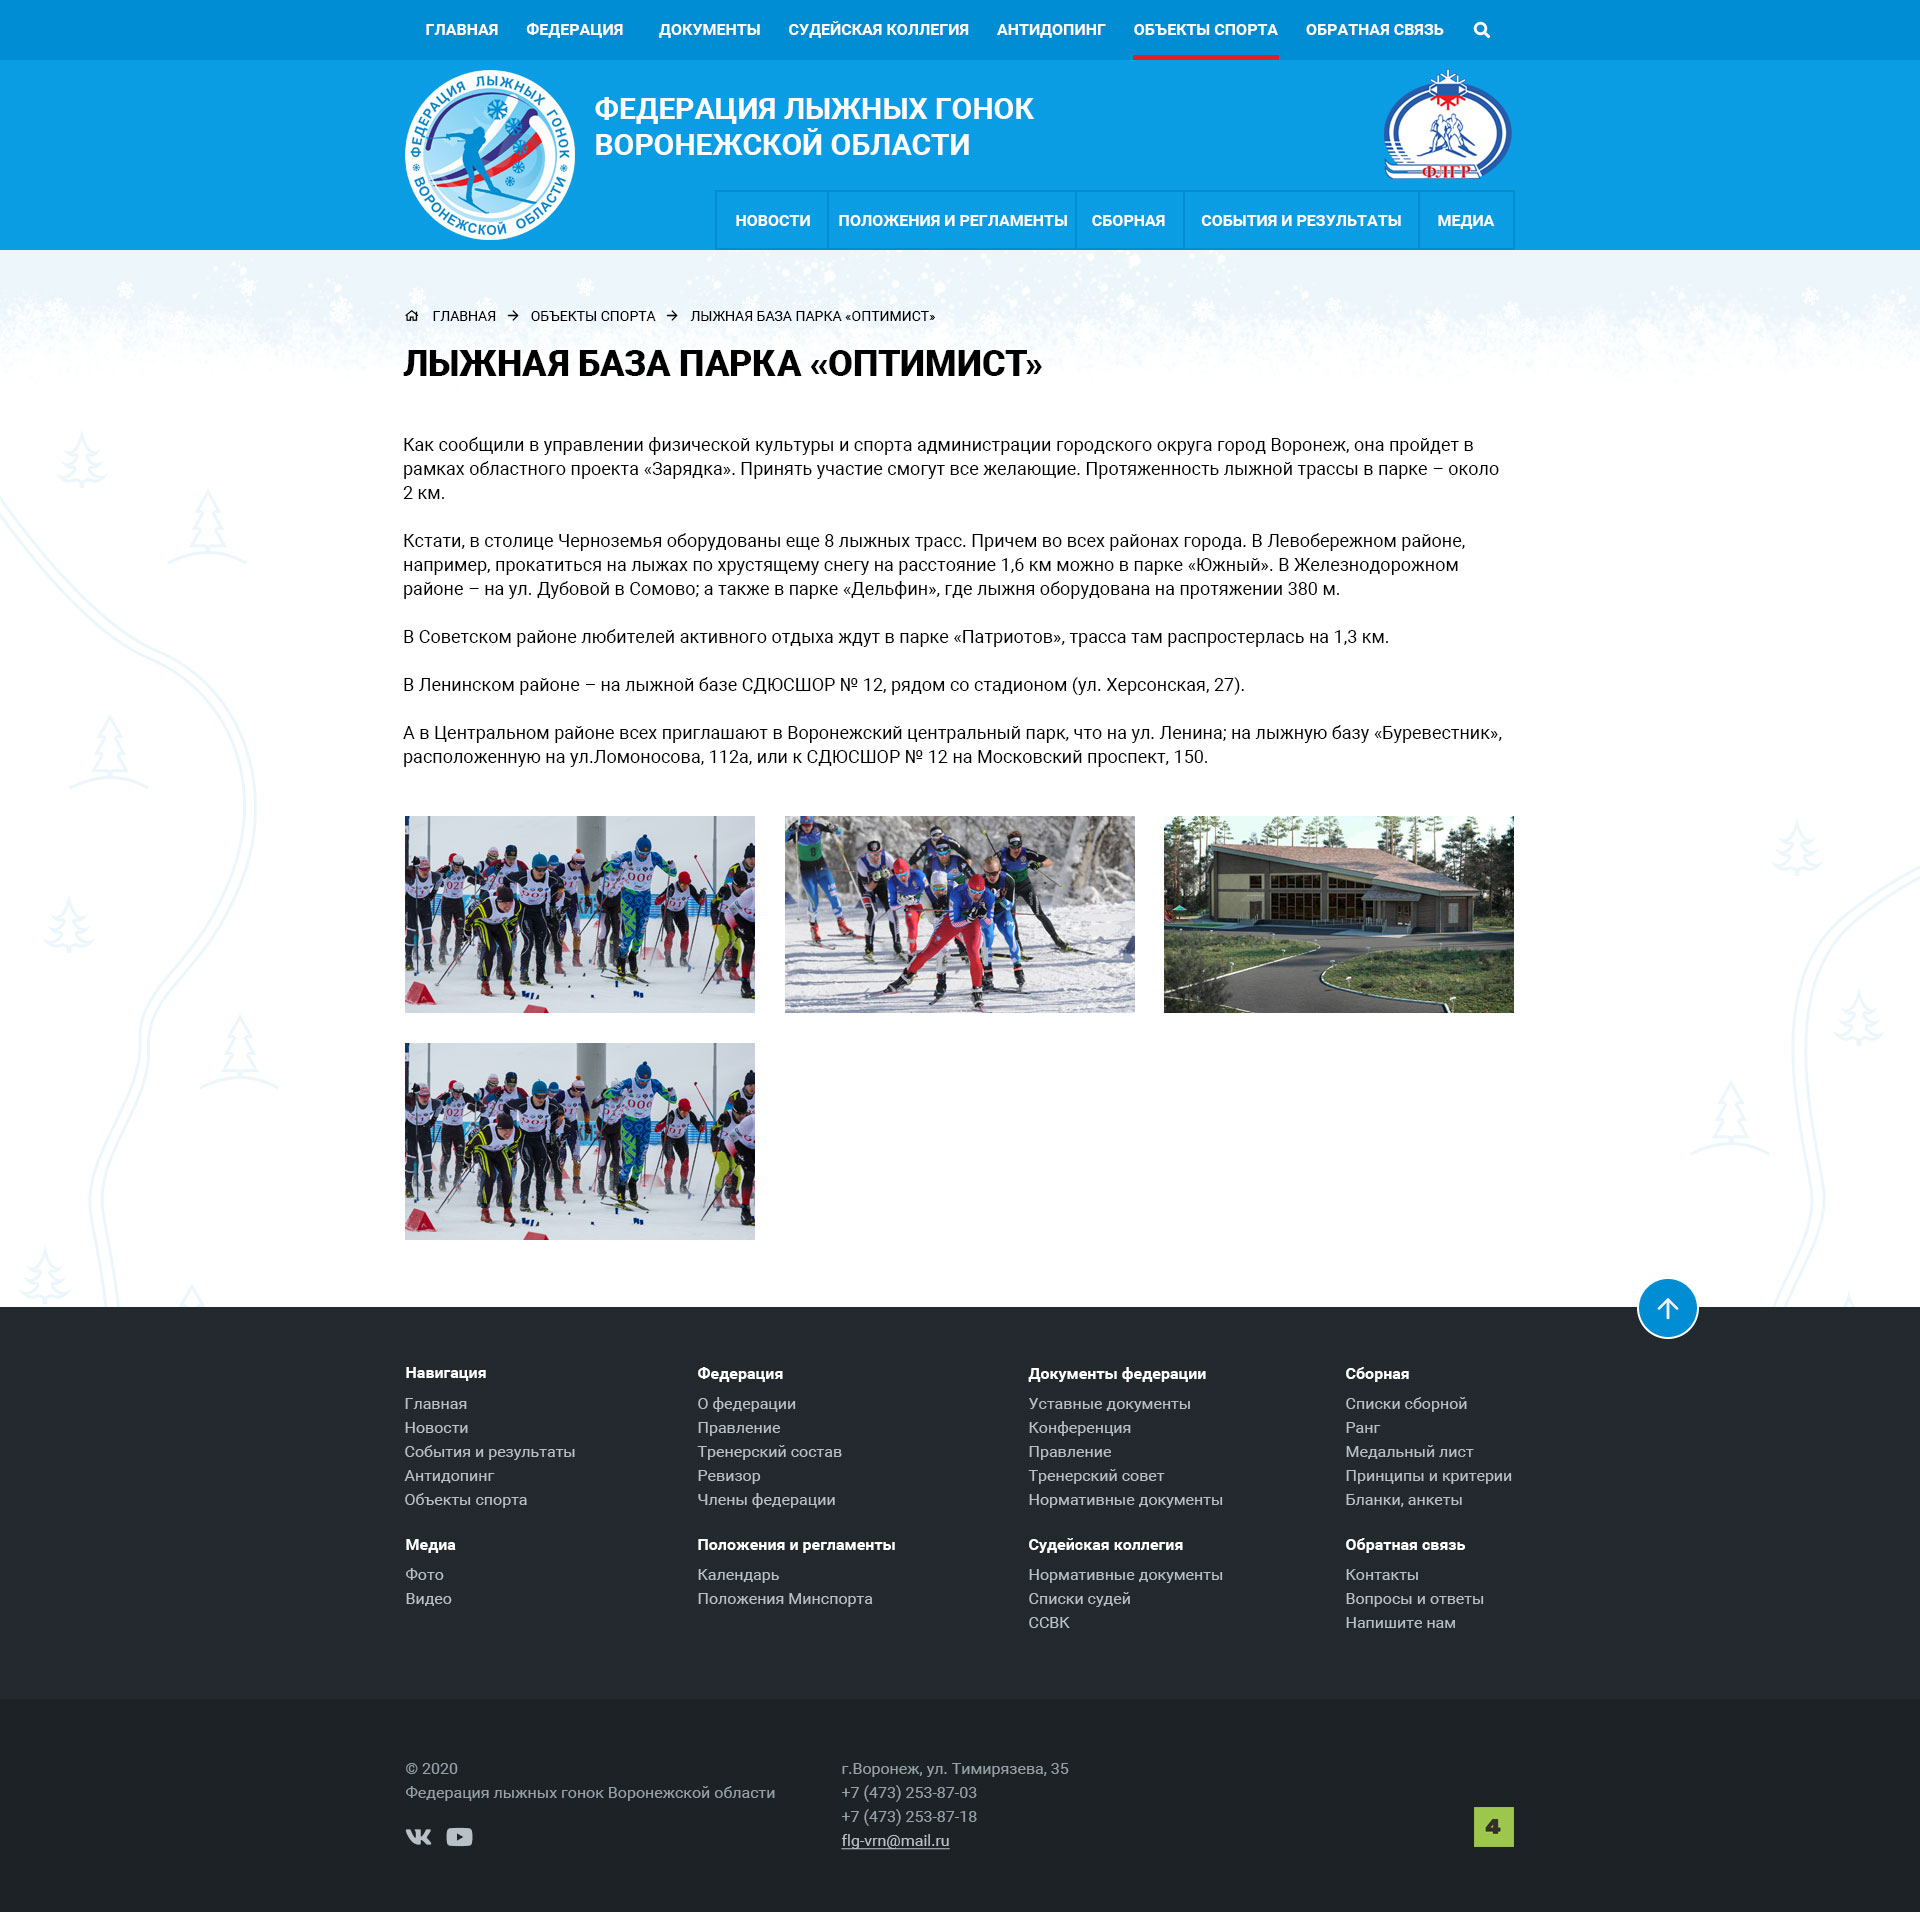 ГЛАВНАЯ ФЕДЕРАЦИЯ ДОКУМЕНТЫ СУДЕЙСКАЯ КОЛЛЕГИЯ АНТИДОПИНГ ОБЪЕКТЫ СПОРТА ОБРАТНАЯ СВЯЗЬ
ФЕДЕРАЦИЯ ЛЫЖНЫХ ГОНОК
ВОРОНЕЖСКОЙ ОБЛАСТИ
ФЕДЕРАЦИЯ ЛЫЖНЫХ ГОНОК
ВОРОНЕЖСКОЙ ОБЛАСТИ
ФЛГР
НОВОСТИ ПОЛОЖЕНИЯ И РЕГЛАМЕНТЫ СБОРНАЯ СОБЫТИЯ И РЕЗУЛЬТАТЫ МЕДИА
ГЛАВНАЯ → ОБЪЕКТЫ СПОРТА → ЛЫЖНАЯ БАЗА ПАРКА «ОПТИМИСТ»
ЛЫЖНАЯ БАЗА ПАРКА «ОПТИМИСТ»
Как сообщили в управлении физической культуры и спорта администрации городского округа город Воронеж, она пройдет в
рамках областного проекта «Зарядка». Принять участие смогут все желающие. Протяженность лыжной трассы в парке – около
2 км.
Кстати, в столице Черноземья оборудованы еще 8 лыжных трасс. Причем во всех районах города. В Левобережном районе,
например, прокатиться на лыжах по хрустящему снегу на расстояние 1,6 км можно в парке «Южный». В Железнодорожном
районе – на ул. Дубовой в Сомово; а также в парке «Дельфин», где лыжня оборудована на протяжении 380 м.
В Советском районе любителей активного отдыха ждут в парке «Патриотов», трасса там распростерлась на 1,3 км.
В Ленинском районе – на лыжной базе СДЮСШОР № 12, рядом со стадионом (ул. Херсонская, 27).
А в Центральном районе всех приглашают в Воронежский центральный парк, что на ул. Ленина; на лыжную базу «Буревестник»,
расположенную на ул.Ломоносова, 112а, или к СДЮСШОР № 12 на Московский проспект, 150.
Навигация
Главная
Новости
События и результаты
Антидопинг
Объекты спорта
Федерация
О федерации
Правление
Тренерский состав
Ревизор
Члены федерации
Документы федерации
Уставные документы
Конференция
Правление
Тренерский совет
Нормативные документы
Сборная
Списки сборной
Ранг
Медальный лист
Принципы и критерии
Бланки, анкеты
Медиа
Фото
Видео
Положения и регламенты
Календарь
Положения Минспорта
Судейская коллегия
Нормативные документы
Списки судей
ССВК
Обратная связь
Контакты
Вопросы и ответы
Напишите нам
© 2020
Федерация лыжных гонок Воронежской области
г.Воронеж, ул. Тимирязева, 35
+7 (473) 253-87-03
+7 (473) 253-87-18
flg-vrn@mail.ru
4